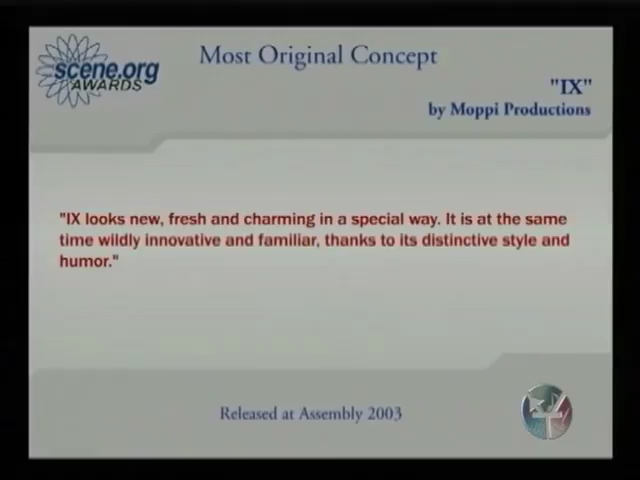 scene.org
AWARDS
Most Original Concept
"IX"
by Moppi Productions
"IX looks new, fresh and charming in a special way. It is at the same
time wildly innovative and familiar, thanks to its distinctive style and
humor."
Released at Assembly 2003